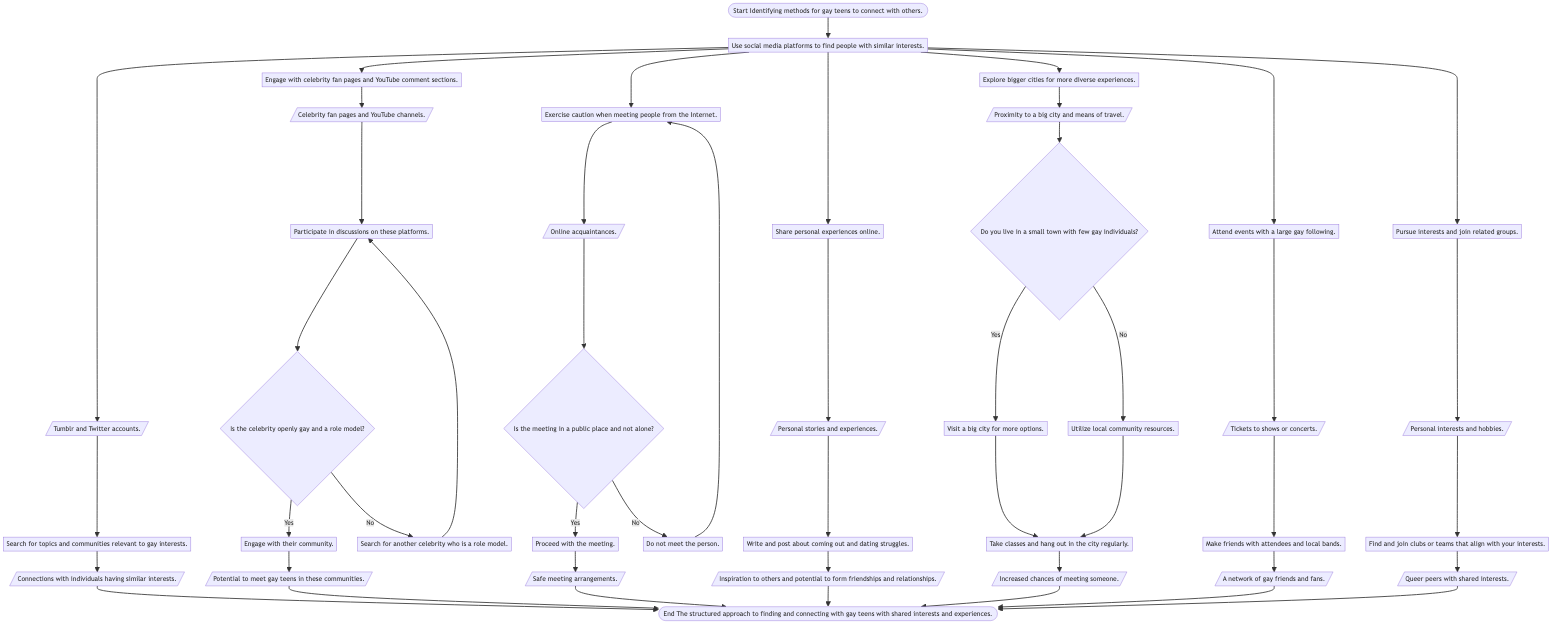 Start Identifying methods for gay teens to connect with others.
Use social media platforms to find people with similar interests.
Engage with celebrity fan pages and YouTube comment sections.
Explore bigger cities for more diverse experiences.
Celebrity fan pages and YouTube channels.
Exercise caution when meeting people from the internet.
Proximity to a big city and means of travel.
Participate in discussions on these platforms.
Online acquaintances.
Share personal experiences online.
Do you live in a small town with few gay individuals?
Attend events with a large gay following.
Pursue interests and join related groups.
Yes
No
Tumblr and Twitter accounts.
Is the celebrity openly gay and a role model?
Is the meeting in a public place and not alone?
Personal stories and experiences.
Visit a big city for more options.
Utilize local community resources.
Tickets to shows or concerts.
Personal interests and hobbies.
Yes
No
Yes
No
Search for topics and communities relevant to gay interests.
Engage with their community.
Search for another celebrity who is a role model.
Proceed with the meeting.
Do not meet the person.
Write and post about coming out and dating struggles.
Take classes and hang out in the city regularly.
Make friends with attendees and local bands.
Find and join clubs or teams that align with your interests.
Connections with individuals having similar interests.
Potential to meet gay teens in these communities.
Safe meeting arrangements.
Inspiration to others and potential to form friendships and relationships.
Increased chances of meeting someone.
A network of gay friends and fans.
Queer peers with shared interests.
End The structured approach to finding and connecting with gay teens with shared interests and experiences.